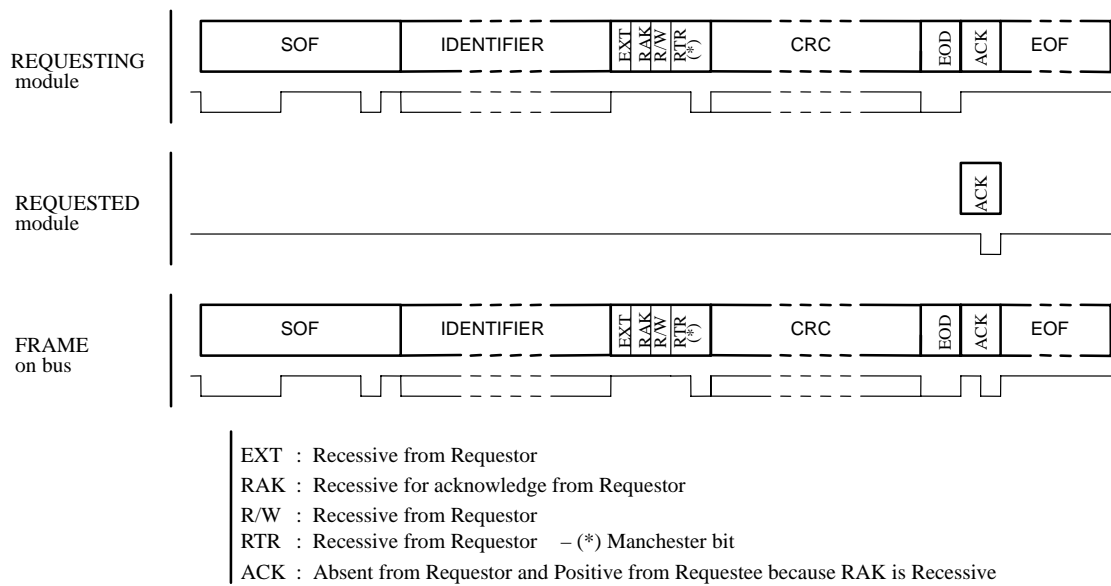 SOF IDENTIFIER EXT RAK R/W RTR (*) CRC EOD ACK EOF
REQUESTING
module
ACK
REQUESTED
module
SOF IDENTIFIER EXT RAK R/W RTR (*) CRC EOD ACK EOF
FRAME
on bus
EXT : Recessive from Requestor
RAK : Recessive for acknowledge from Requestor
R/W : Recessive from Requestor
RTR : Recessive from Requestor – (*) Manchester bit
ACK : Absent from Requestor and Positive from Requestee because RAK is Recessive